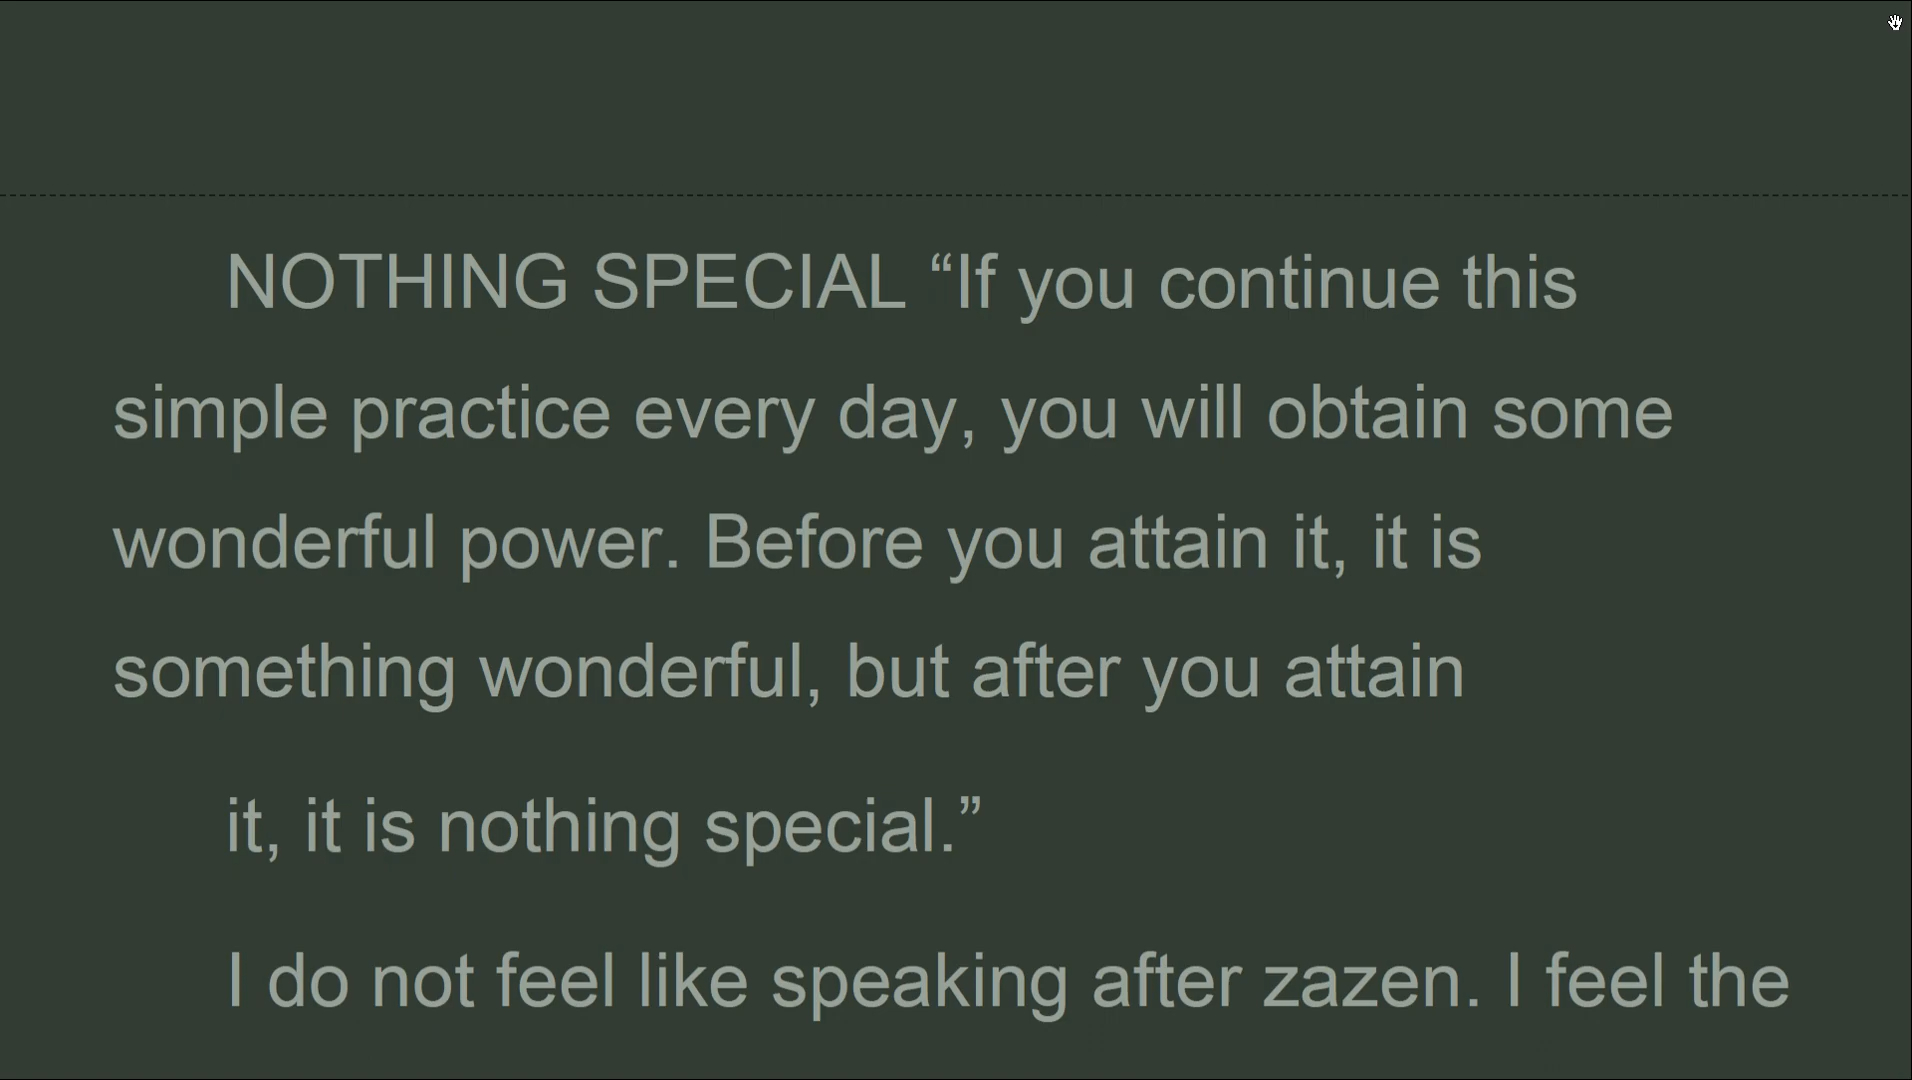 NOTHING SPECIAL “If you continue this
simple practice every day, you will obtain some
wonderful power. Before you attain it, it is
something wonderful, but after you attain
it, it is nothing special.”
I do not feel like speaking after zazen. I feel the